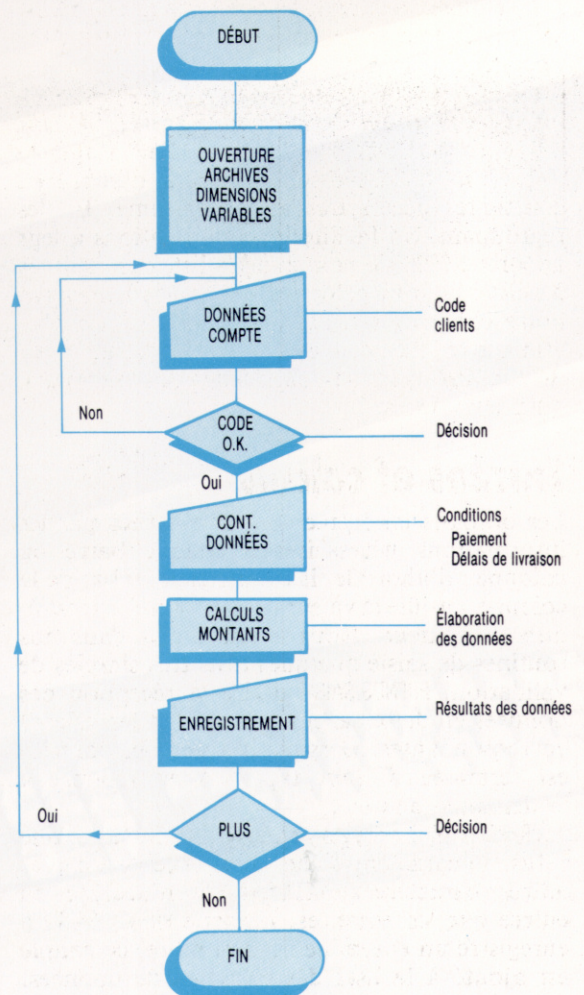 DÉBUT
OUVERTURE
ARCHIVES
DIMENSIONS
VARIABLES
DONNÉES
COMPTE
Code
clients
Non
CODE
O.K.
Décision
Oui
CONT.
DONNÉES
Conditions
Paiement
Délais de livraison
CALCULS
MONTANTS
Élaboration
des données
ENREGISTREMENT
Résultats des données
Oui
PLUS
Décision
Non
FIN